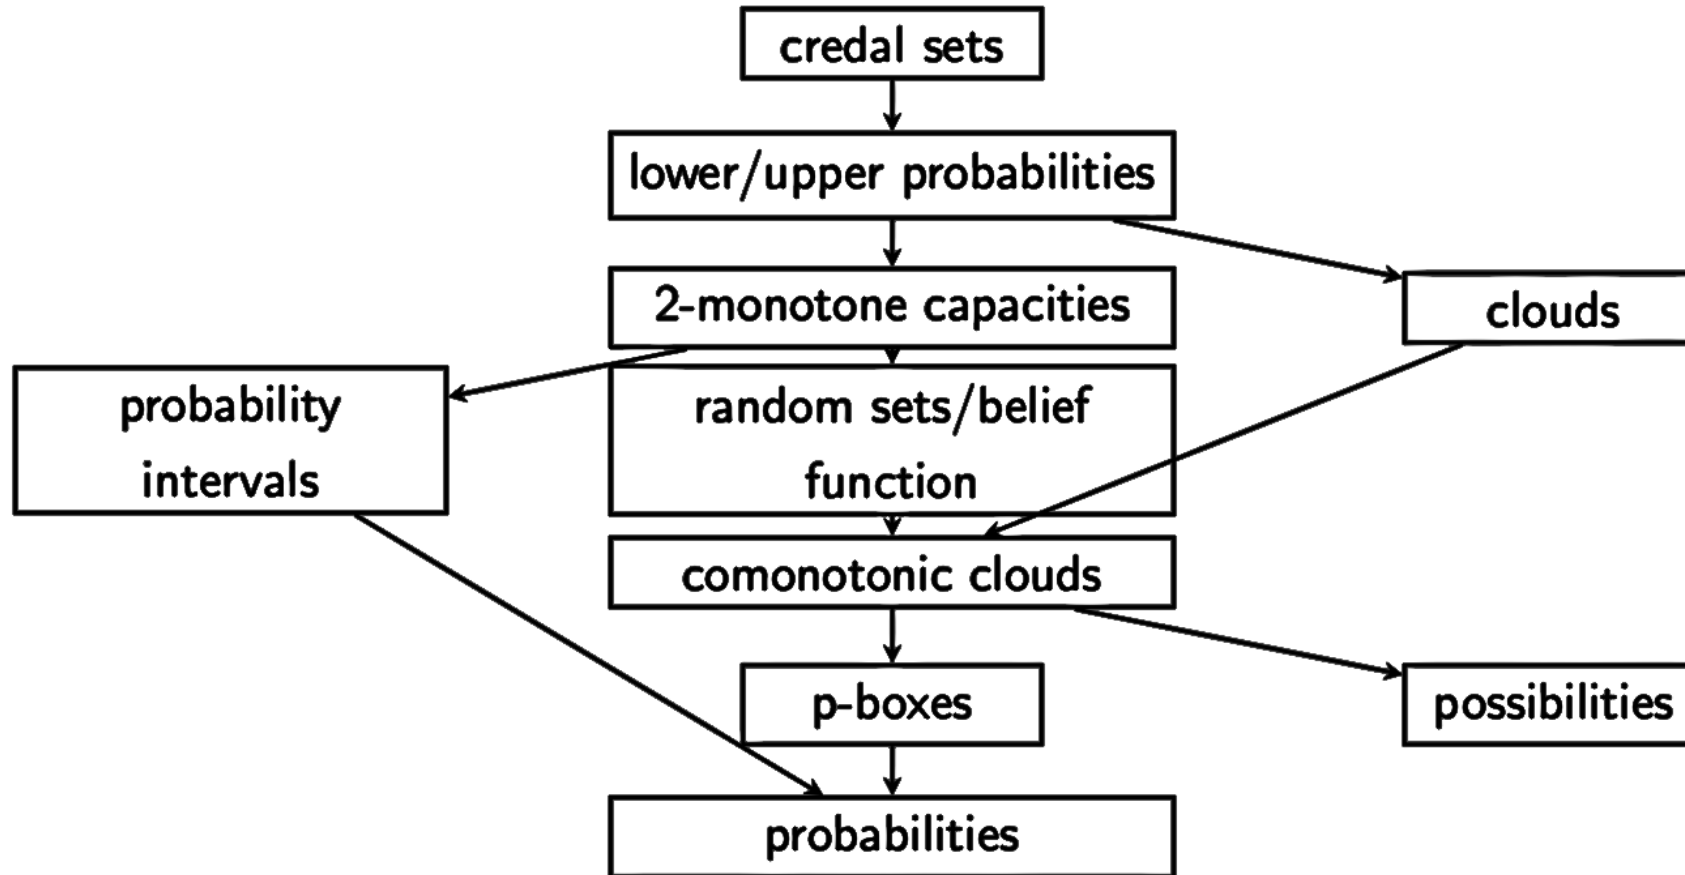 credal sets
lower/upper probabilities
2-monotone capacities
clouds
probability
intervals
random sets/belief
function
comonotonic clouds
p-boxes
possibilities
probabilities